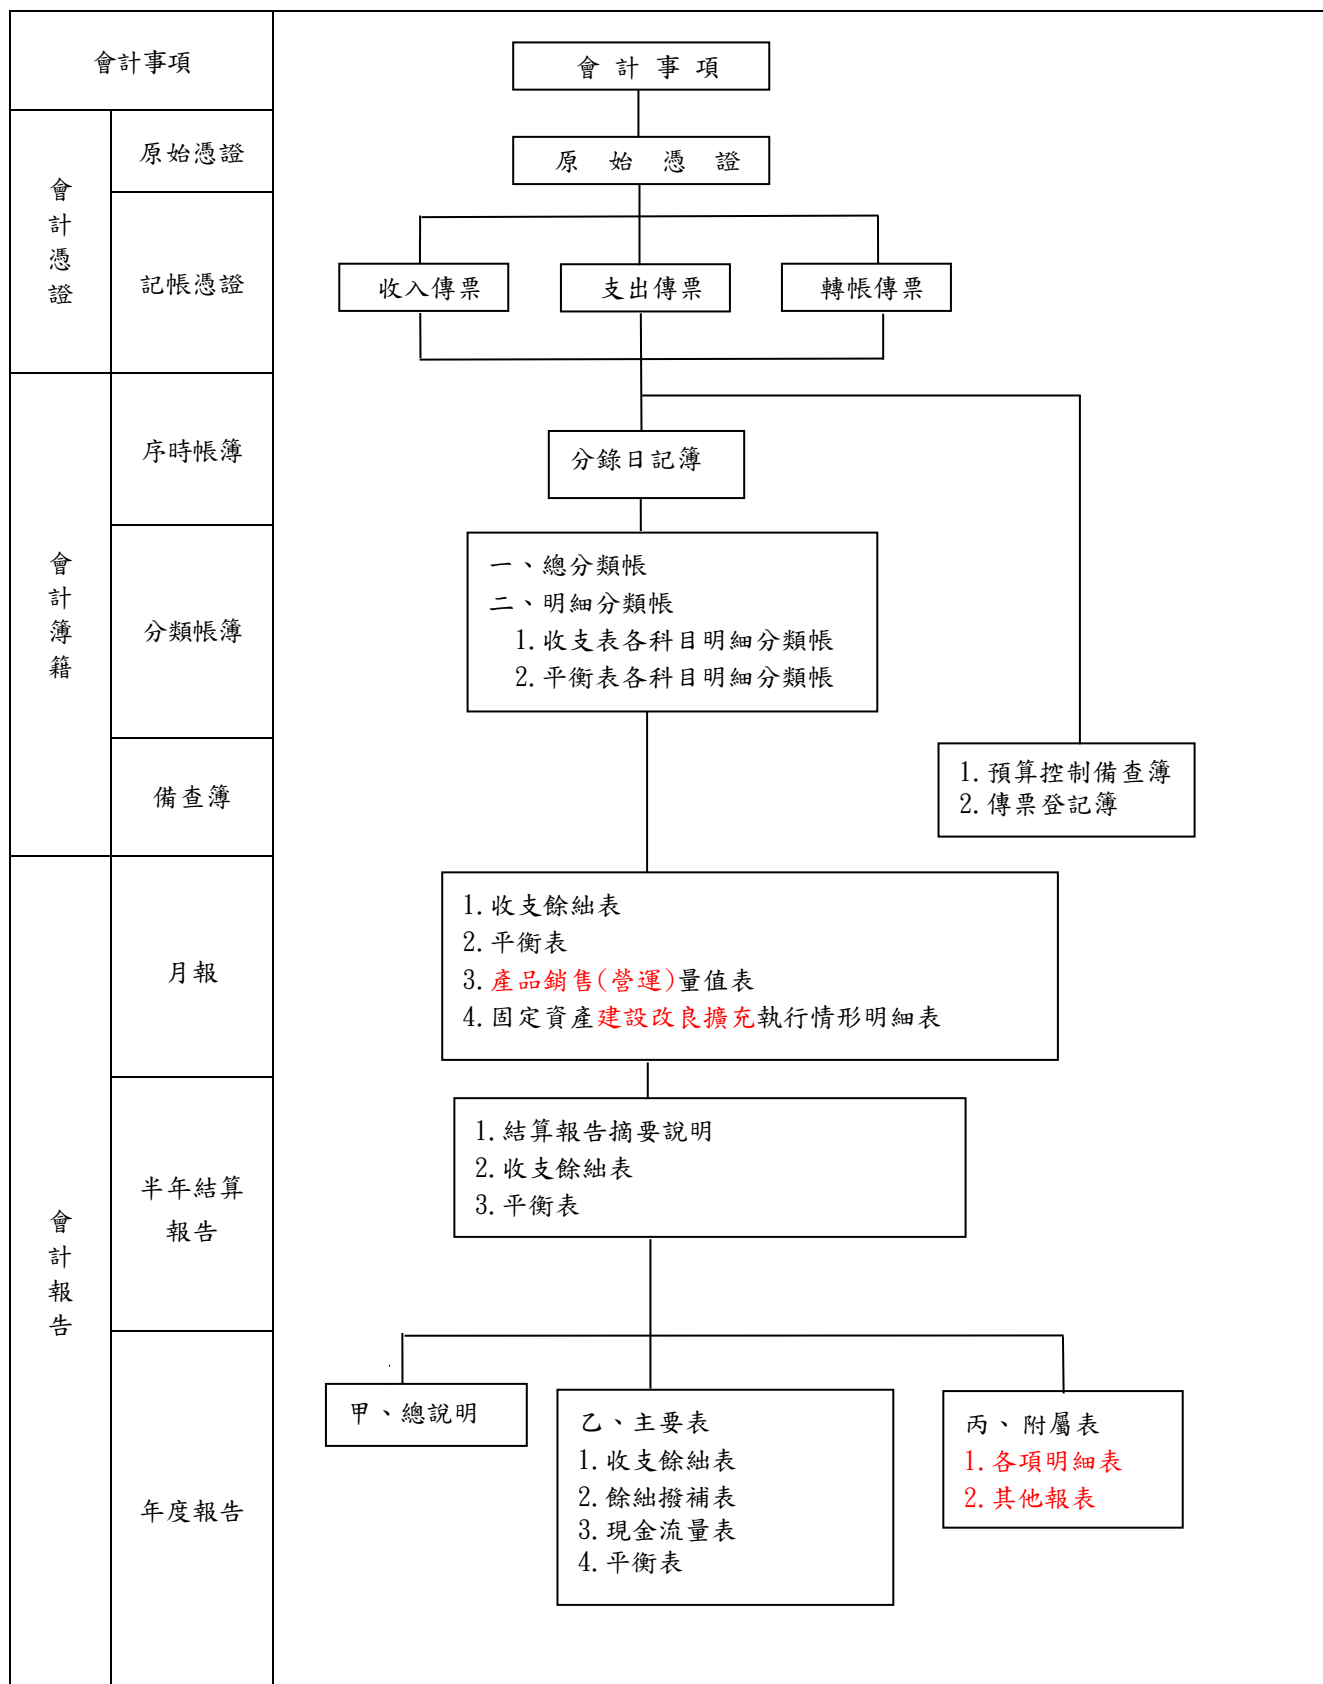 會計事項
會計事項
原始憑證
原始憑證
會計憑證
記帳憑證
收入傳票
支出傳票
轉帳傳票
會計簿籍
序時帳簿
分錄日記簿
分類帳簿
一、總分類帳
二、明細分類帳
1.收支表各科目明細分類帳
2.平衡表各科目明細分類帳
備查簿
1.預算控制備查簿
2.傳票登記簿
會計報告
月報
1.收支餘絀表
2.平衡表
3.產品銷售(營運)量值表
4.固定資產建設改良擴充執行情形明細表
半年結算
報告
1.結算報告摘要說明
2.收支餘絀表
3.平衡表
年度報告
甲、總說明
乙、主要表
1.收支餘絀表
2.餘絀撥補表
3.現金流量表
4.平衡表
丙、附屬表
1.各項明細表
2.其他報表